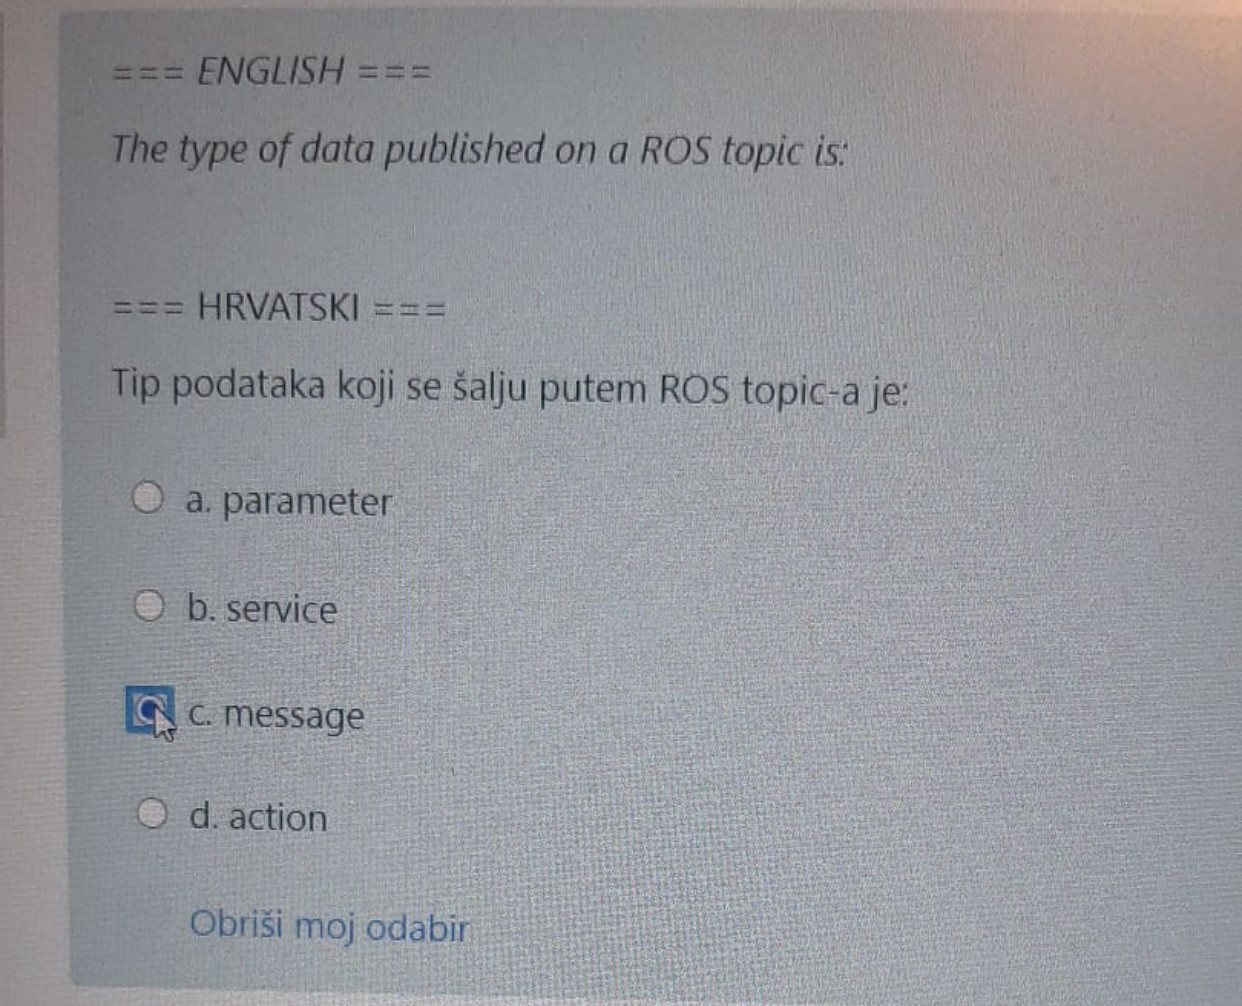 === ENGLISH ===
The type of data published on a ROS topic is:
=== HRVATSKI ===
Tip podataka koji se šalju putem ROS topic-a je:
a. parameter
b. service
c. message
d. action
Obriši moj odabir